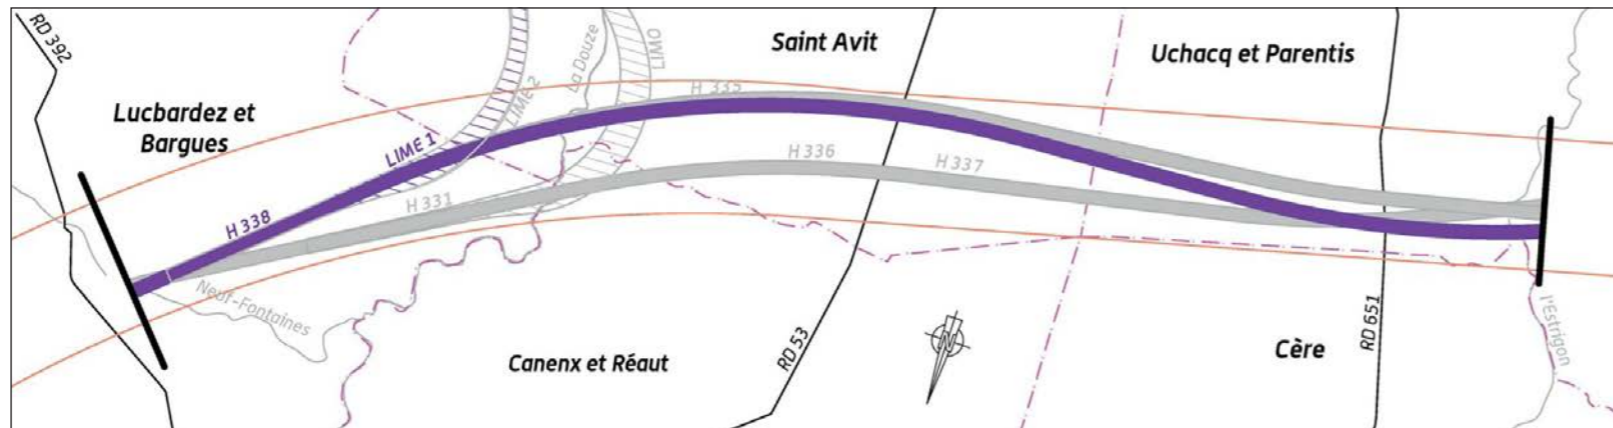 RD 392
Lucbardez et
Bargues
LIME 1
LIME 2
La Douze
LIMO
H 335
Saint Avit
Uchacq et Parentis
H 338
H 331
H 336
H 337
Neuf-Fontaines
Canenx et Réaut
RD 53
N
Cère
RD 651
l'Estrigon